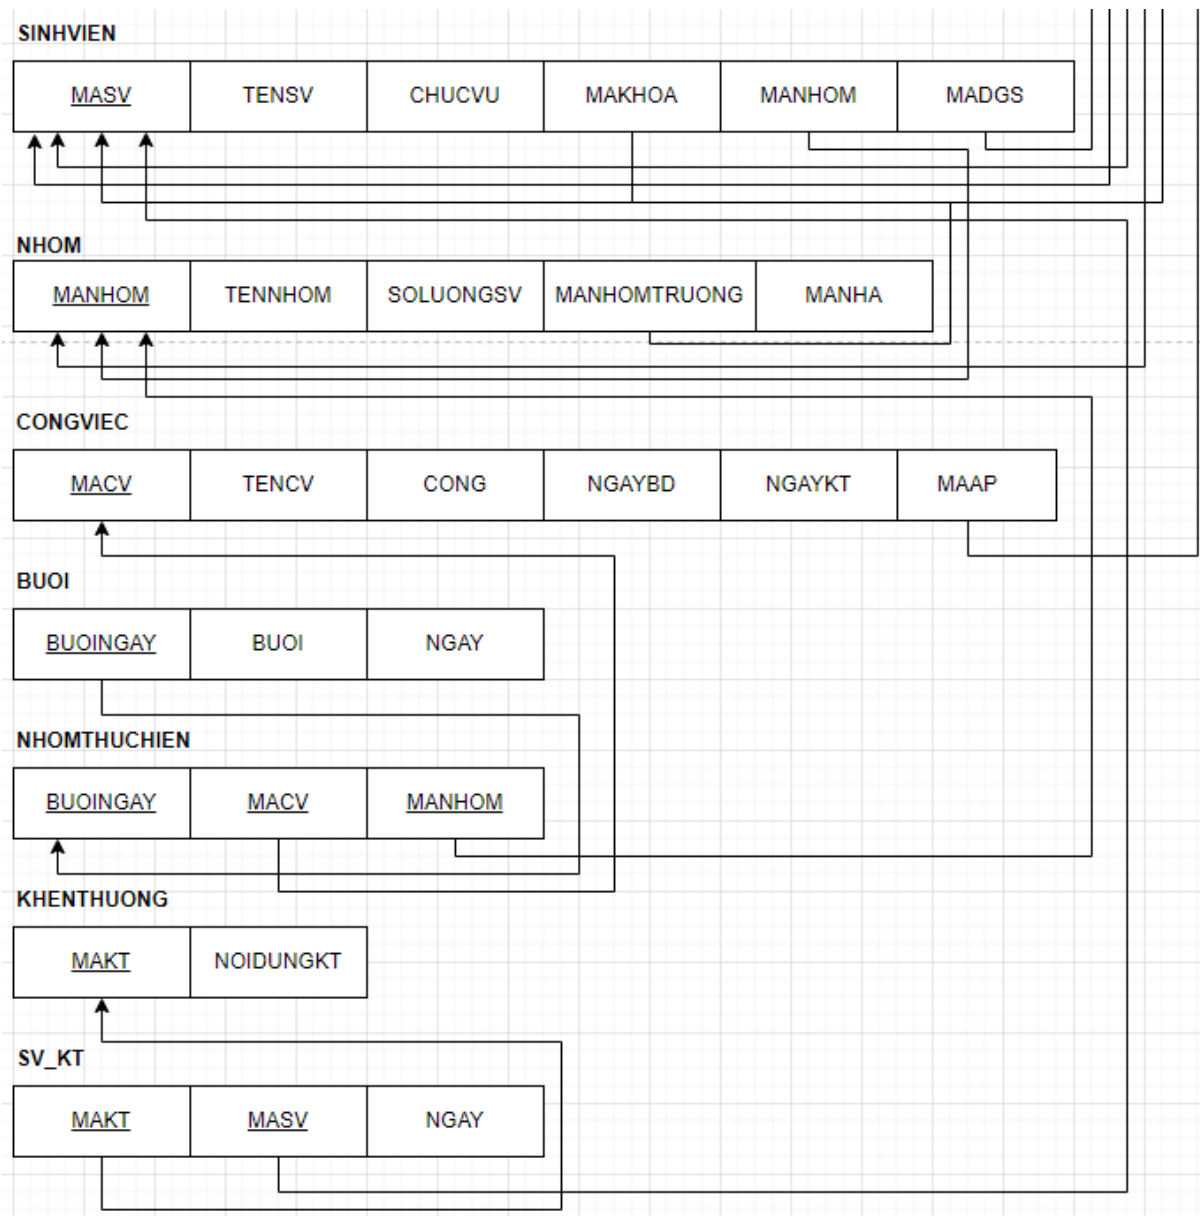 SINHVIEN
MASV TENSV CHUCVU MAKHOA MANHOM MADGS
NHOM
MANHOM TENNHOM SOLUONGSV MANHOMTRUONG MANHA
CONGVIEC
MACV TENCV CONG NGAYBD NGAYKT MAAP
BUOI
BUOINGAY BUOI NGAY
NHOMTHUCHIEN
BUOINGAY MACV MANHOM
KHENTHUONG
MAKT NOIDUNGKT
SV_KT
MAKT MASV NGAY